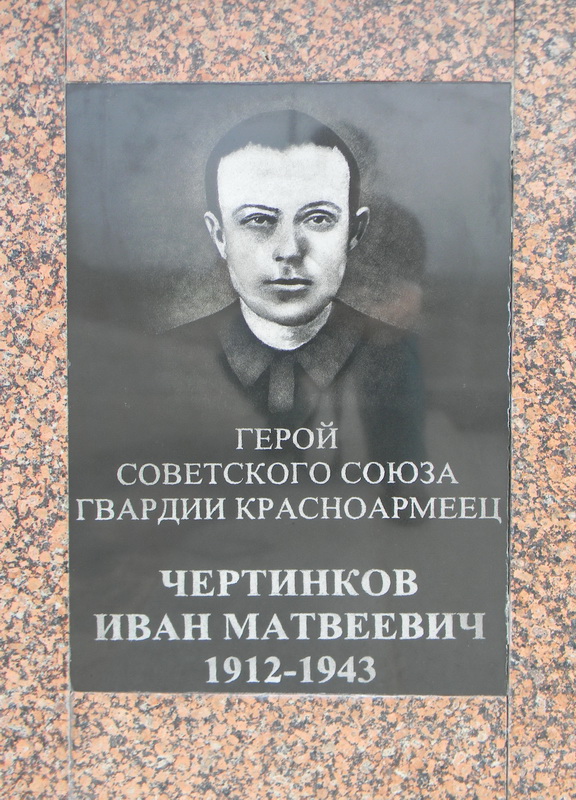 ГЕРОЙ
СОВЕТСКОГО СОЮЗА
ГВАРДИИ КРАСНОАРМЕЕЦ
ЧЕРТИНКОВ
ИВАН МАТВЕЕВИЧ
1912-1943